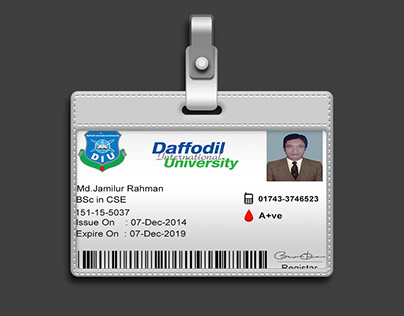 DIU
Daffodil
International
University
Md.Jamilur Rahman
BSc in CSE
151-15-5037
Issue On : 07-Dec-2014
Expire On : 07-Dec-2019
01743-3746523
A+ve
Registar